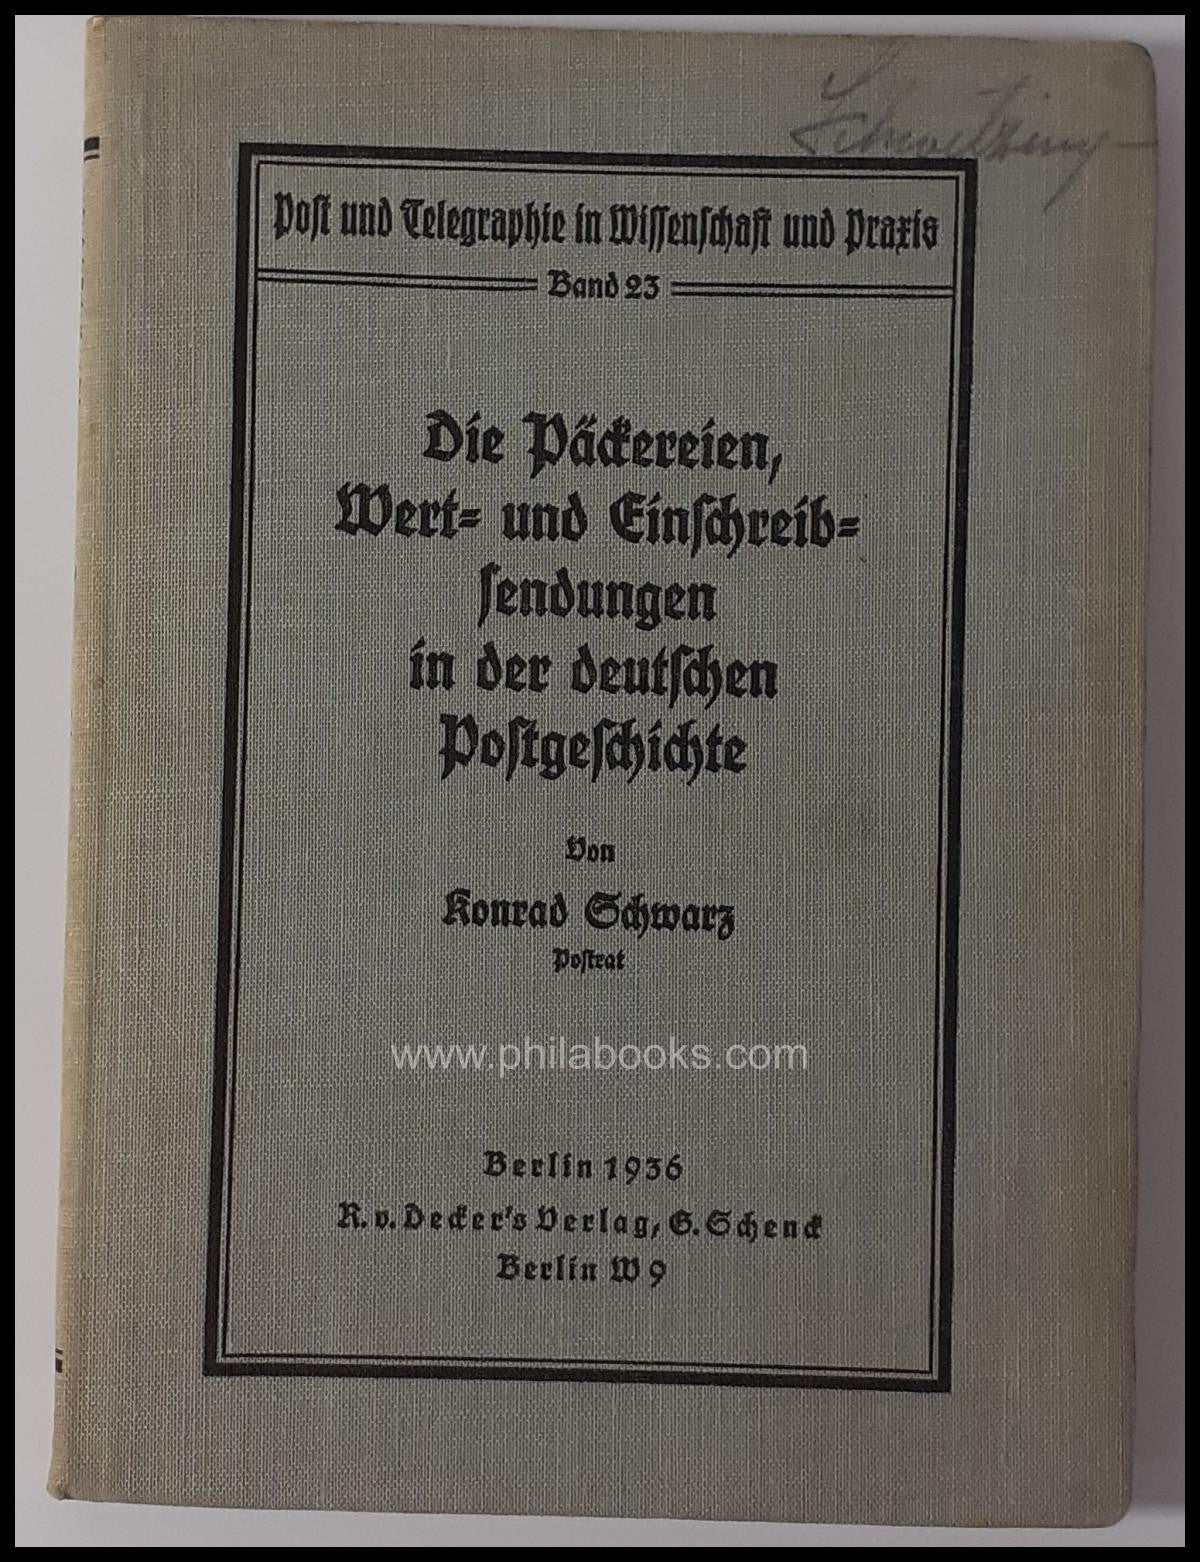 Post und Telegraphie in Wissenschaft und Praxis
Band 23
Die Päckereien,
Wert- und Einschreib-
sendungen
in der deutschen
Postgeschichte
Von
Konrad Schwarz
Postrat
www.philabooks.com
Berlin 1936
R. v. Decker's Verlag, G. Schenck
Berlin W 9